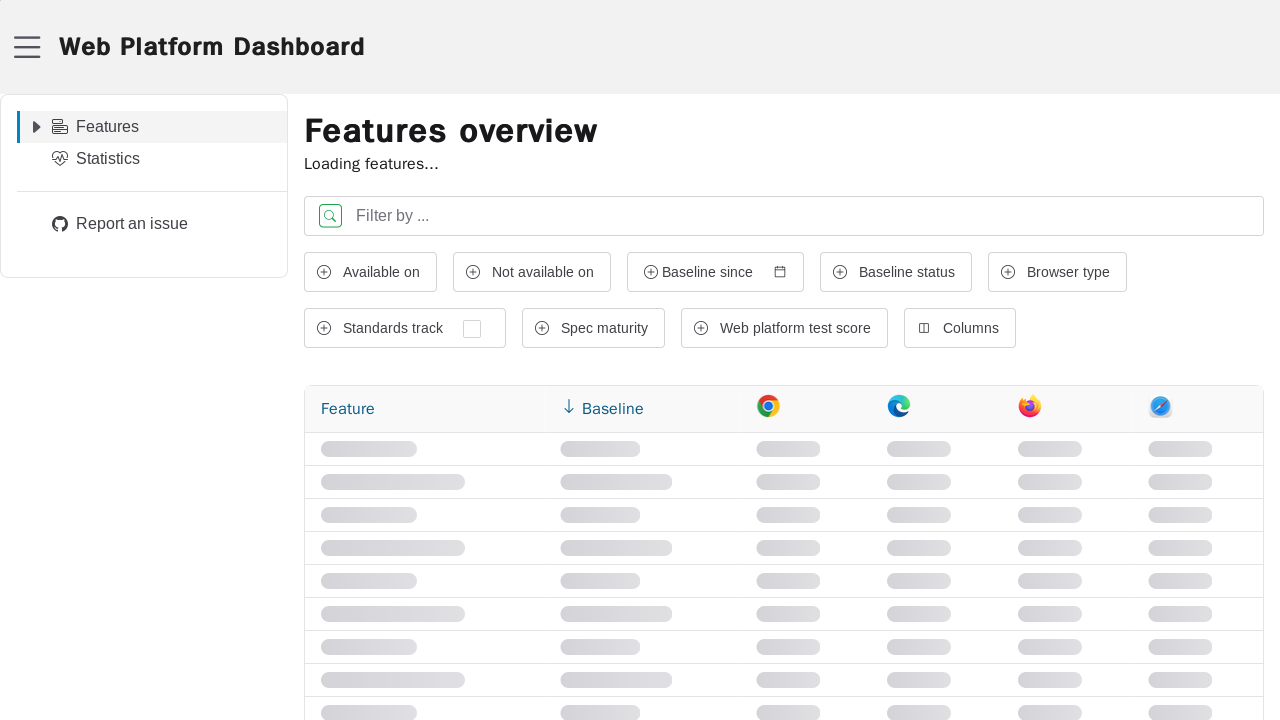 Web Platform Dashboard
Features
Statistics
Report an issue
Features overview
Loading features...
Filter by ...
Available on
Not available on
Baseline since
Baseline status
Browser type
Standards track
Spec maturity
Web platform test score
Columns
Feature
Baseline